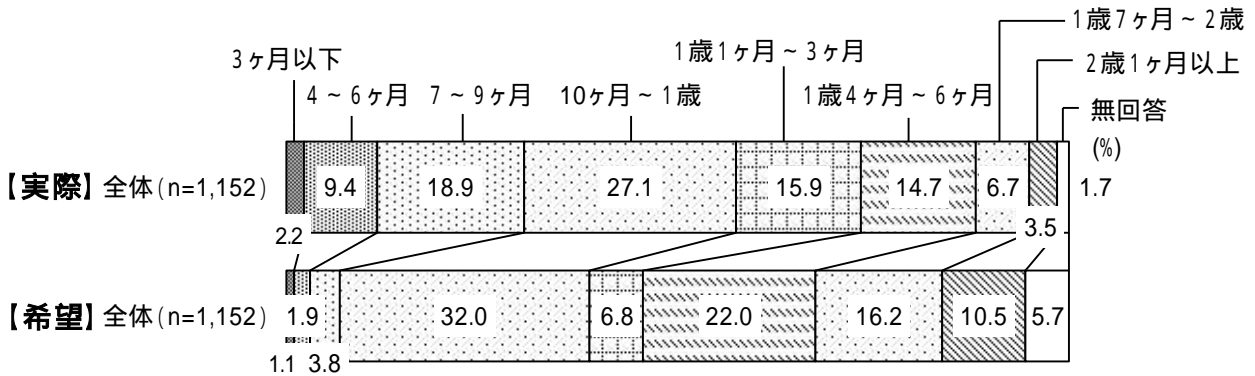 1歳7ヶ月~2歳
3ヶ月以下
1歳1ヶ月~3ヶ月
2歳1ヶ月以上
4~6ヶ月
7~9ヶ月
10ヶ月~1歳
1歳4ヶ月~6ヶ月
無回答
(%)
【実際】全体(n=1,152)
9.4
18.9
27.1
15.9
14.7
6.7
1.7
2.2
3.5
【希望】全体(n=1,152)
1.9
32.0
6.8
22.0
16.2
10.5
5.7
1.1
3.8